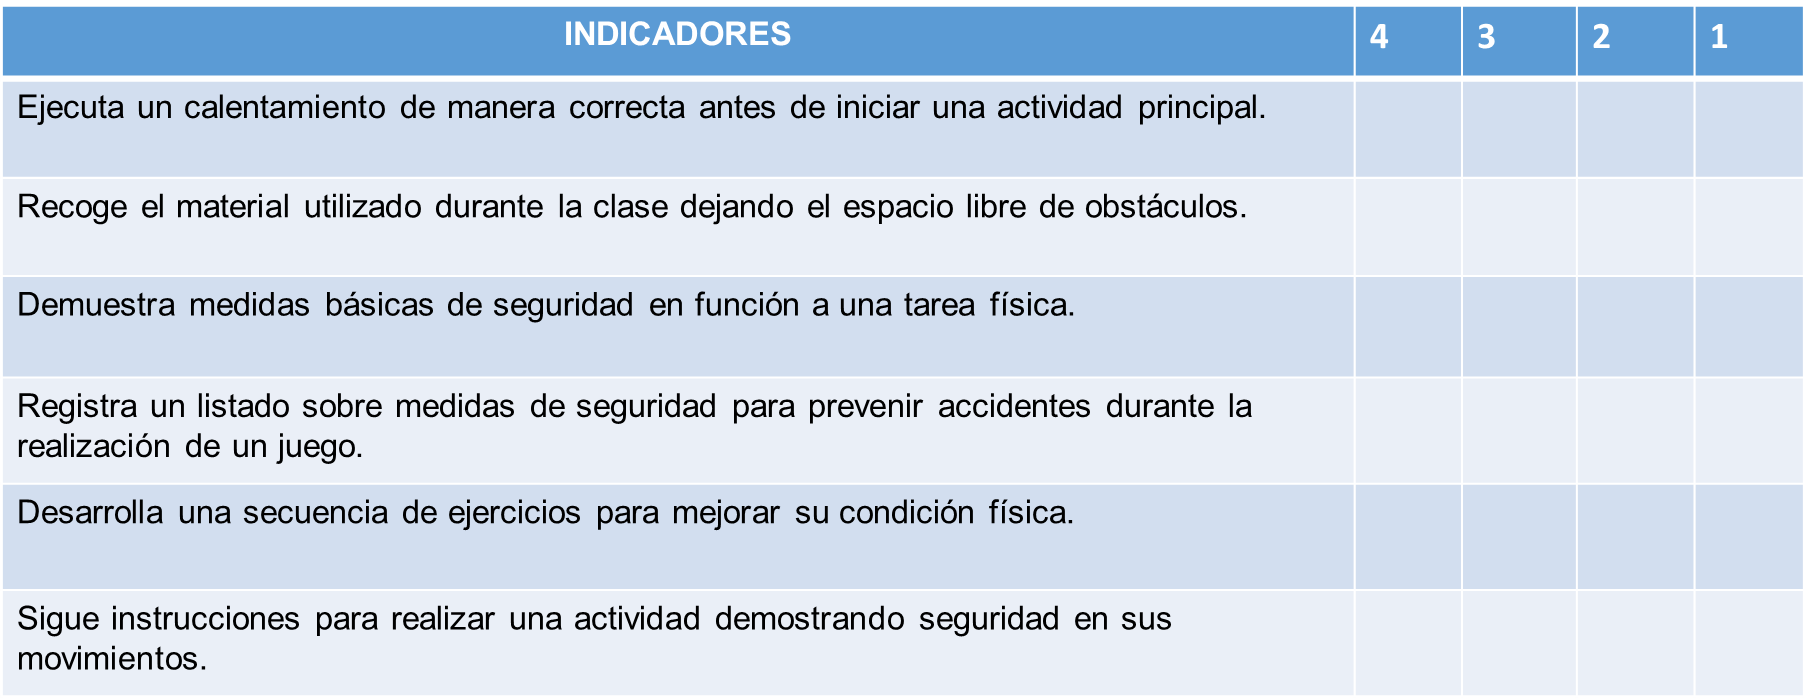 INDICADORES 4 3 2 1
Ejecuta un calentamiento de manera correcta antes de iniciar una actividad principal.
Recoge el material utilizado durante la clase dejando el espacio libre de obstáculos.
Demuestra medidas básicas de seguridad en función a una tarea física.
Registra un listado sobre medidas de seguridad para prevenir accidentes durante la
realización de un juego.
Desarrolla una secuencia de ejercicios para mejorar su condición física.
Sigue instrucciones para realizar una actividad demostrando seguridad en sus
movimientos.